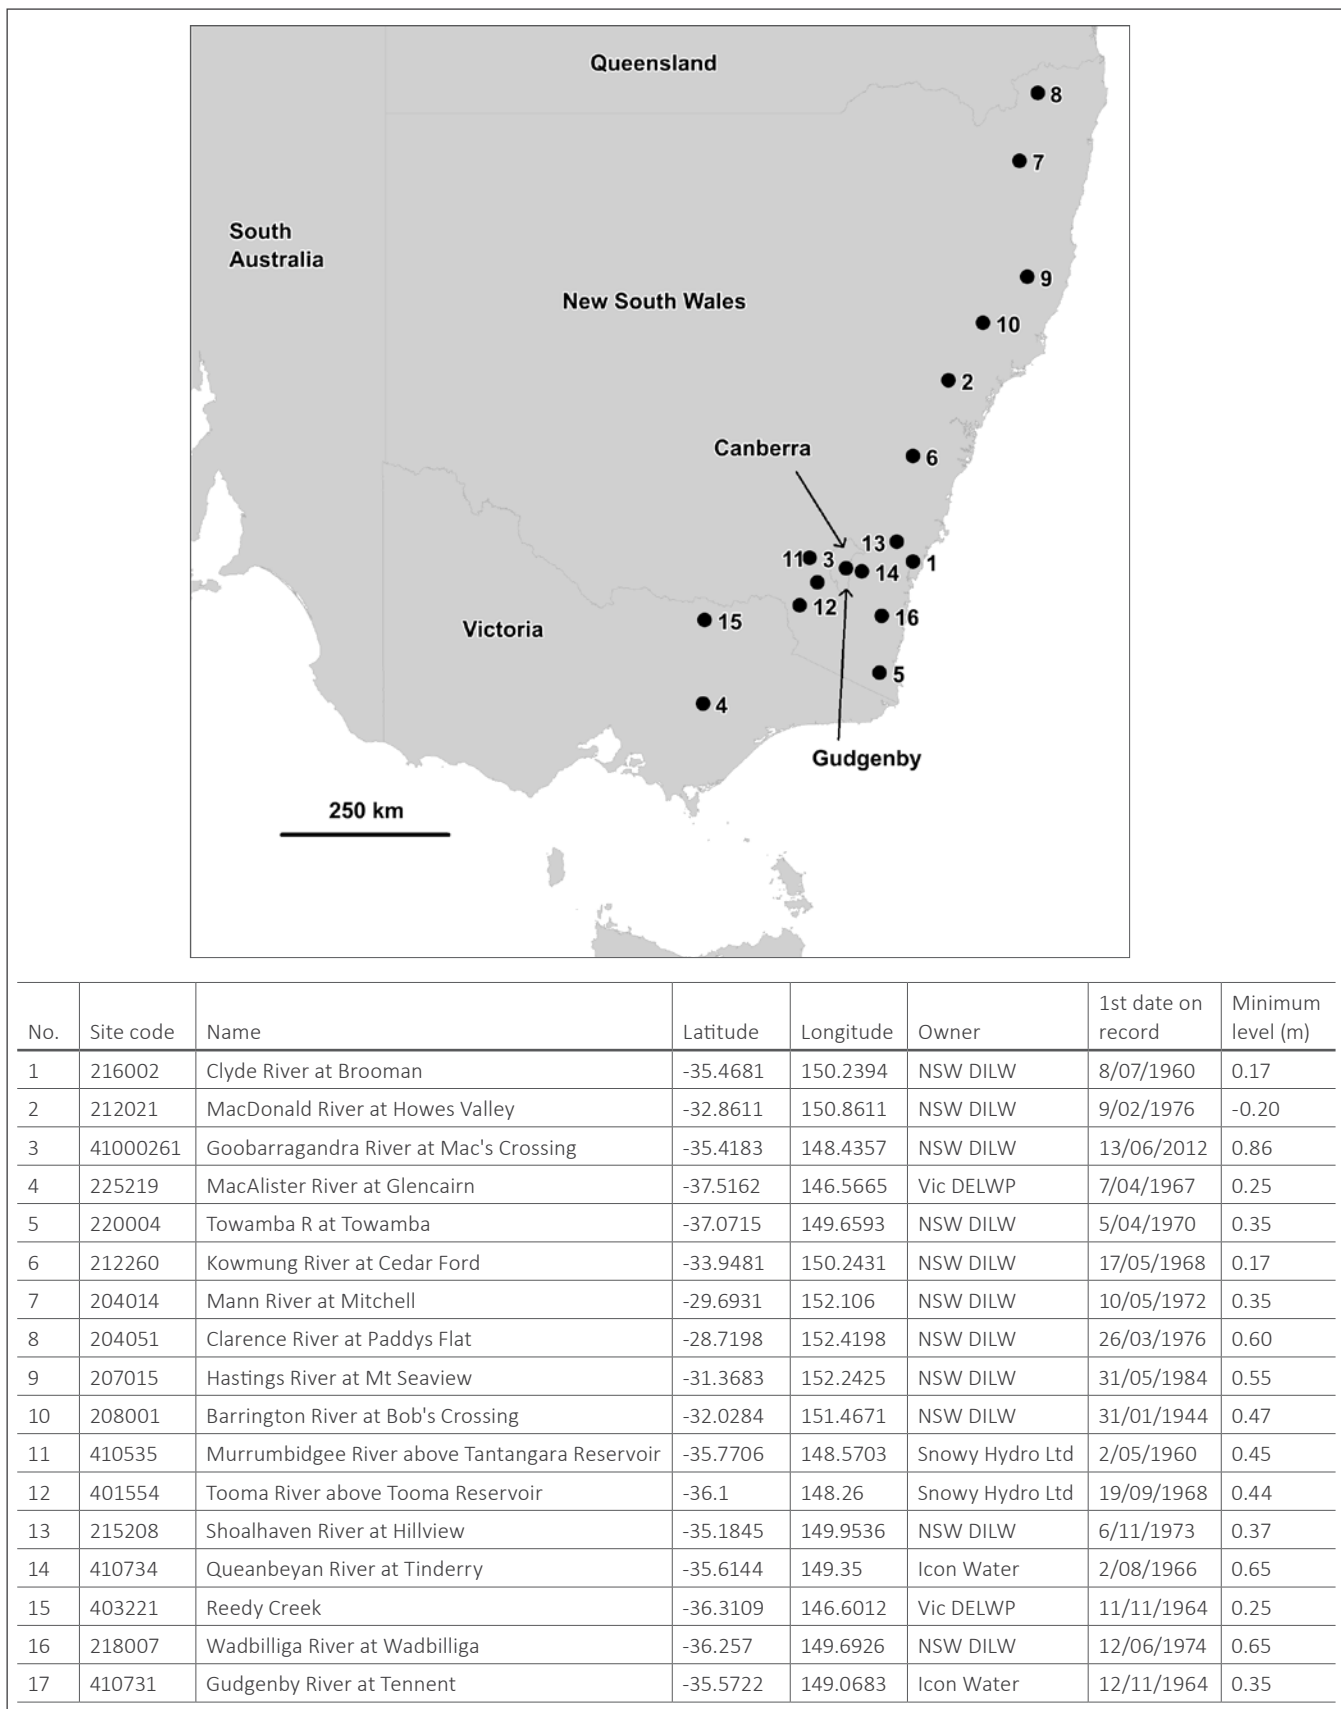 Queensland
8
7
South
Australia
9
New South Wales
10
2
Canberra
6
13
11 3
1
14
12
15
16
Victoria
5
4
Gudgenby
250 km
No. Site code Name Latitude Longitude Owner 1st date on record Minimum level (m)
1 216002 Clyde River at Brooman -35.4681 150.2394 NSW DILW 8/07/1960 0.17
2 212021 MacDonald River at Howes Valley -32.8611 150.8611 NSW DILW 9/02/1976 -0.20
3 41000261 Goobarragandra River at Mac's Crossing -35.4183 148.4357 NSW DILW 13/06/2012 0.86
4 225219 MacAlister River at Glencairn -37.5162 146.5665 Vic DELWP 7/04/1967 0.25
5 220004 Towamba R at Towamba -37.0715 149.6593 NSW DILW 5/04/1970 0.35
6 212260 Kowmung River at Cedar Ford -33.9481 150.2431 NSW DILW 17/05/1968 0.17
7 204014 Mann River at Mitchell -29.6931 152.106 NSW DILW 10/05/1972 0.35
8 204051 Clarence River at Paddys Flat -28.7198 152.4198 NSW DILW 26/03/1976 0.60
9 207015 Hastings River at Mt Seaview -31.3683 152.2425 NSW DILW 31/05/1984 0.55
10 208001 Barrington River at Bob's Crossing -32.0284 151.4671 NSW DILW 31/01/1944 0.47
11 410535 Murrumbidgee River above Tantangara Reservoir -35.7706 148.5703 Snowy Hydro Ltd 2/05/1960 0.45
12 401554 Tooma River above Tooma Reservoir -36.1 148.26 Snowy Hydro Ltd 19/09/1968 0.44
13 215208 Shoalhaven River at Hillview -35.1845 149.9536 NSW DILW 6/11/1973 0.37
14 410734 Queanbeyan River at Tinderry -35.6144 149.35 Icon Water 2/08/1966 0.65
15 403221 Reedy Creek -36.3109 146.6012 Vic DELWP 11/11/1964 0.25
16 218007 Wadbilliga River at Wadbilliga -36.257 149.6926 NSW DILW 12/06/1974 0.65
17 410731 Gudgenby River at Tennent -35.5722 149.0683 Icon Water 12/11/1964 0.35